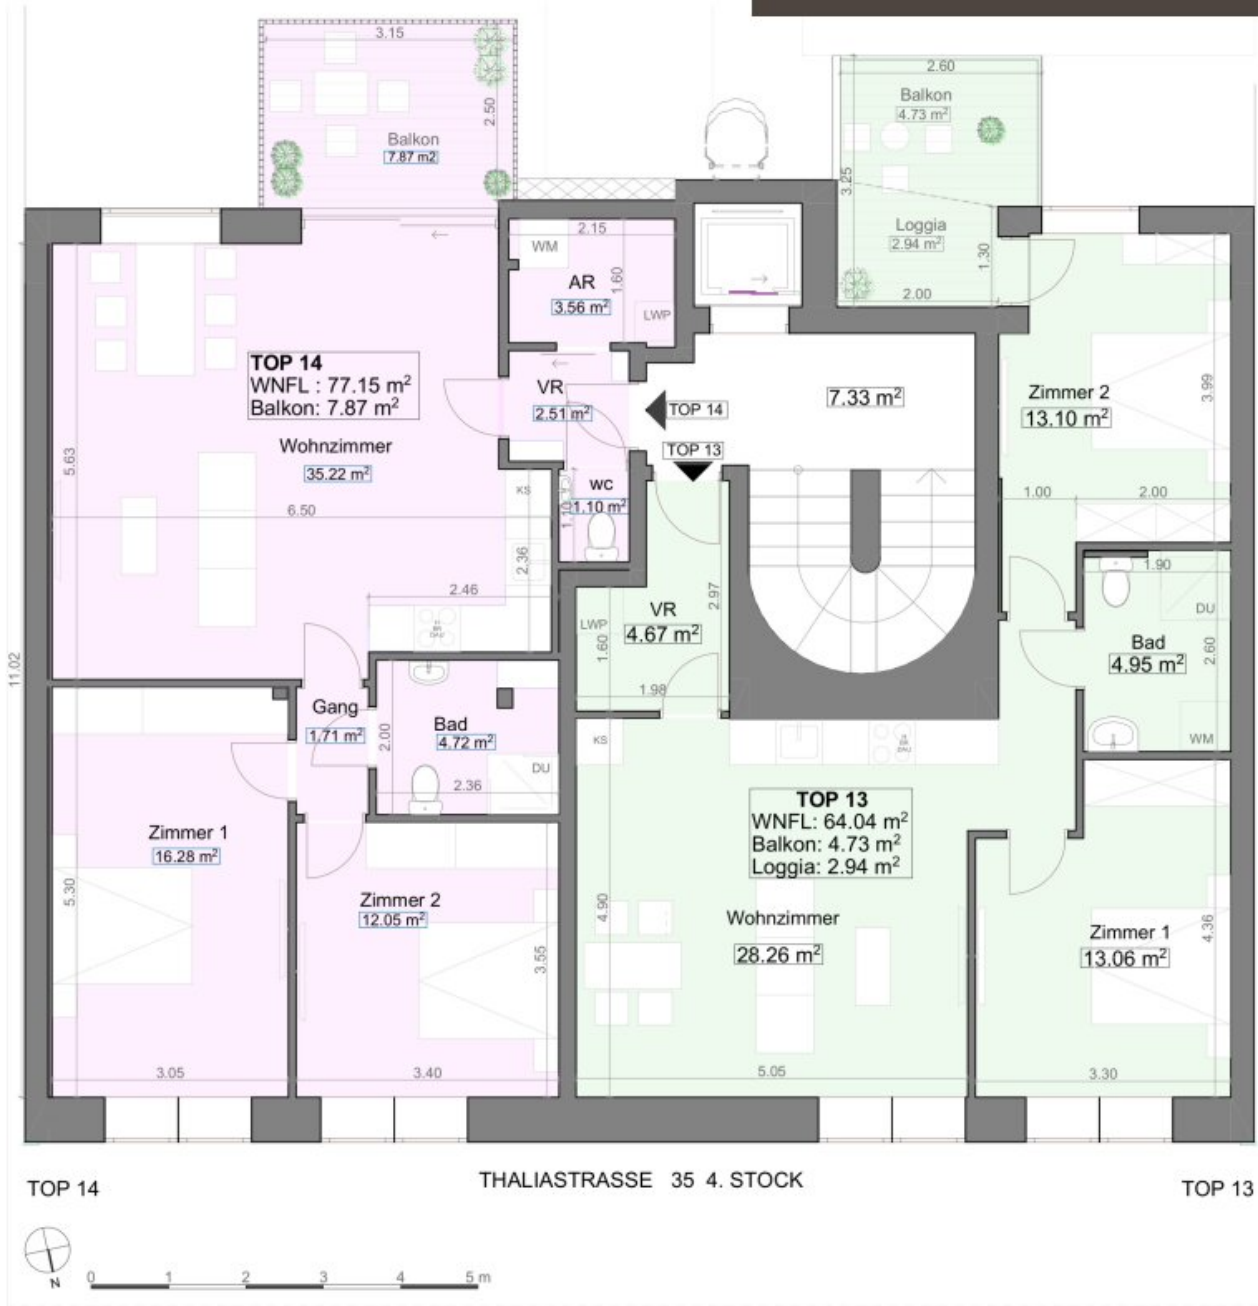 3.15
2.50
Balkon
7.87 m2
2.60
Balkon
4.73 m²
3.25
Loggia
2.94 m²
1.30
2.00
WM
2.15
AR
1.60
3.56 m²
LWP
TOP 14
WNFL : 77.15 m²
Balkon: 7.87 m²
Wohnzimmer
35.22 m²
5.63
6.50
VR
2.51 m²
TOP 14
TOP 13
7.33 m²
Zimmer 2
13.10 m²
3.99
1.00
2.00
KS
wc
1.10 m²
1.10
2.36
2.46
11.02
VR
4.67 m²
LWP
1.60
2.97
1.98
1.90
DU
Bad
4.95 m²
2.60
WM
Gang
1.71 m²
2.00
Bad
4.72 m²
2.36
DU
KS
TOP 13
WNFL: 64.04 m²
Balkon: 4.73 m²
Loggia: 2.94 m²
Zimmer 1
16.28 m²
5.30
3.05
Zimmer 2
12.05 m²
3.55
3.40
4.90
Wohnzimmer
28.26 m²
5.05
Zimmer 1
13.06 m²
4.36
3.30
TOP 14
THALIASTRASSE 35 4. STOCK
TOP 13
N
0 1 2 3 4 5 m